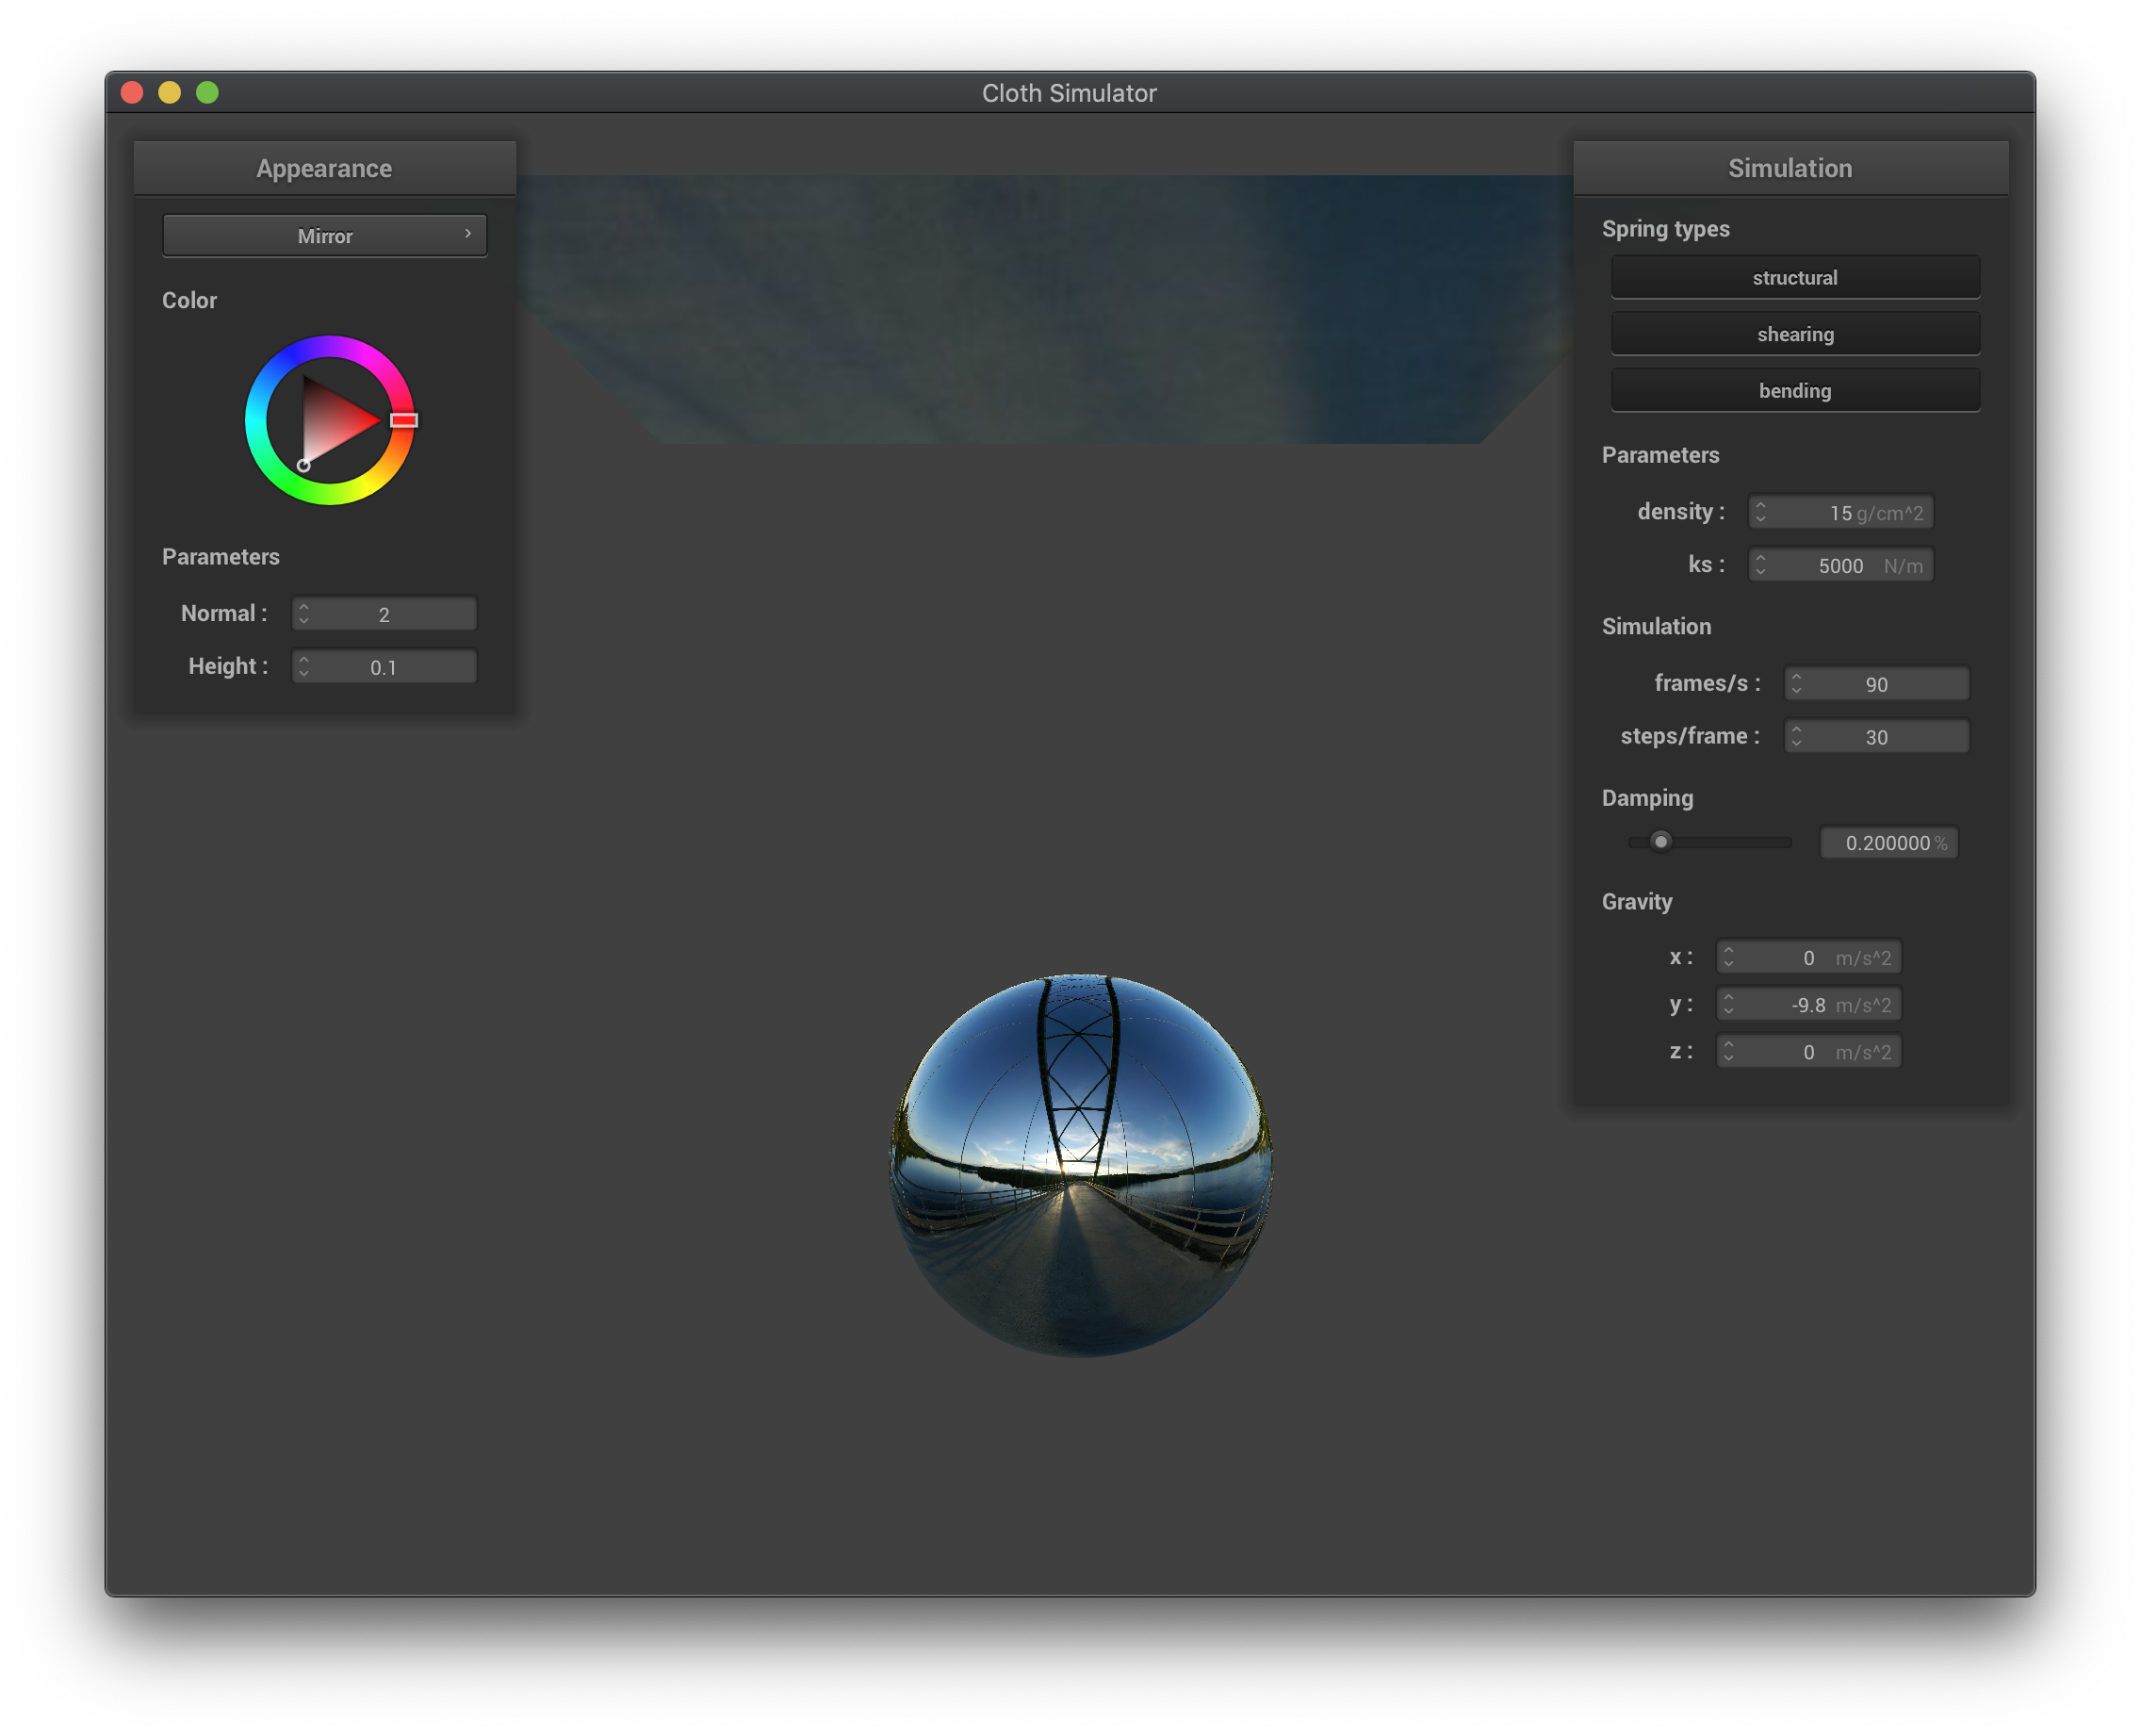 Cloth Simulator
Appearance
Mirror ›
Color
Parameters
Normal : 2
Height : 0.1
Simulation
Spring types
structural
shearing
bending
Parameters
density : 15 g/cm^2
ks : 5000 N/m
Simulation
frames/s : 90
steps/frame : 30
Damping
0.200000 %
Gravity
x : 0 m/s^2
y : -9.8 m/s^2
z : 0 m/s^2